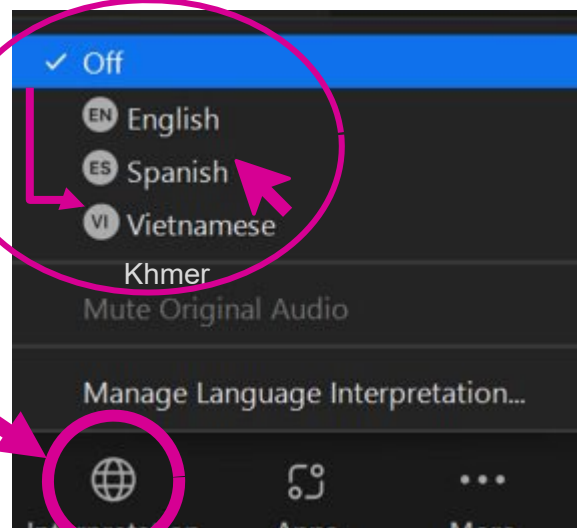 ✓ Off
EN English
ES Spanish
VI Vietnamese
Khmer
Mute Original Audio
Manage Language Interpretation...